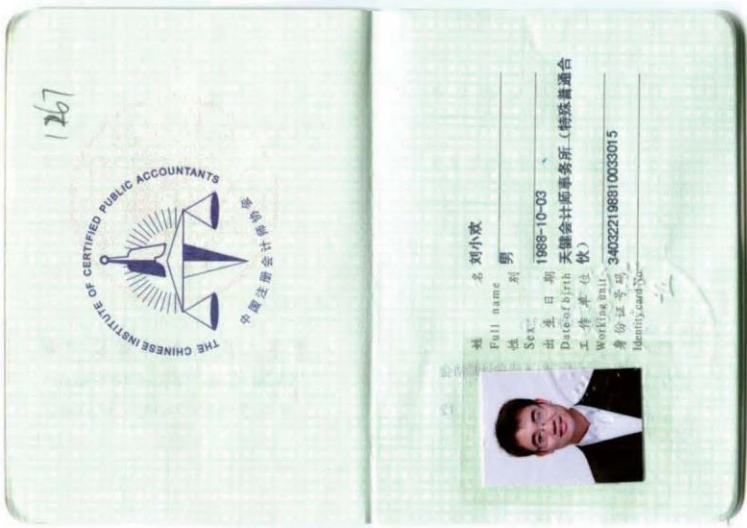 1267
THE CHINESE INSTITUTE OF CERTIFIED PUBLIC ACCOUNTANTS
中国注册会计师协会
姓 名 刘小欢
Full name
性 别 男
Sex
出 生 日 期 1988-10-03
Date of birth
工 作 单 位 天健会计师事务所（特殊普通合
Working unit 伙）
身 份 证 号 码 340322198810033015
Identity card No.